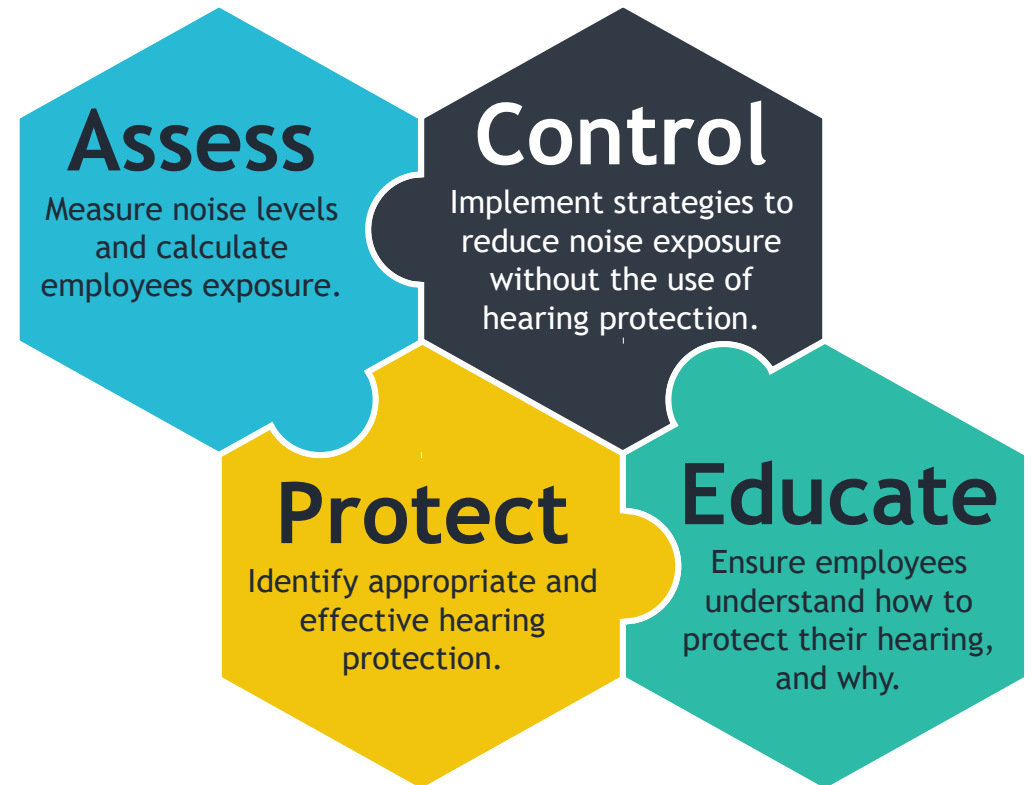 Assess
Measure noise levels
and calculate
employees exposure.
Control
Implement strategies to
reduce noise exposure
without the use of
hearing protection.
Protect
Identify appropriate and
effective hearing
protection.
Educate
Ensure employees
understand how to
protect their hearing,
and why.